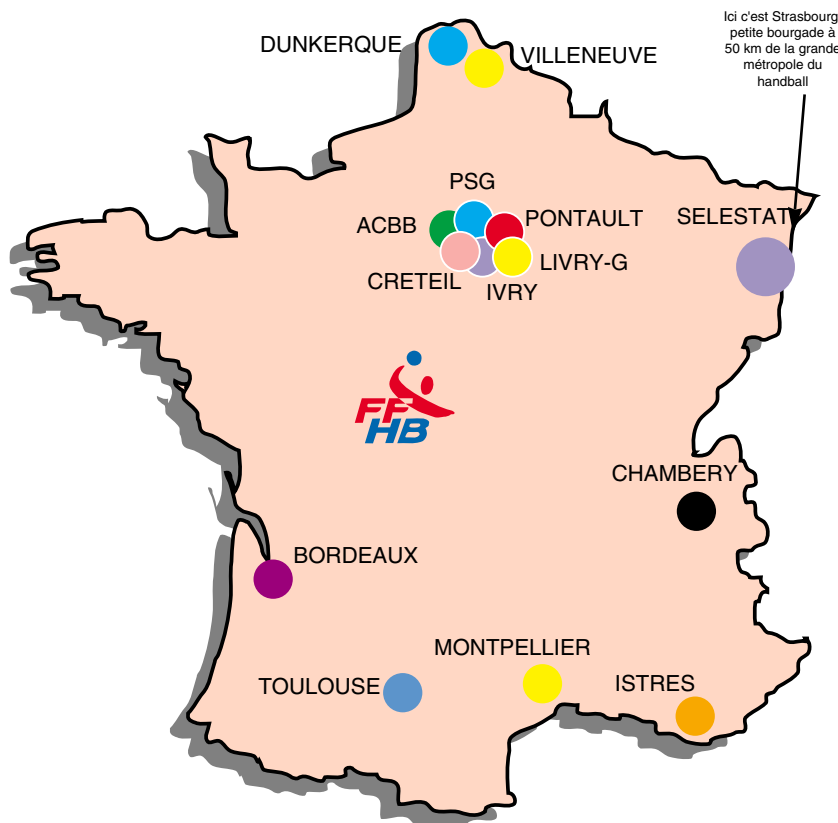 Ici c'est Strasbourg
petite bourgade à
50 km de la grande
métropole du
handball
DUNKERQUE
VILLENEUVE
PSG
ACBB
PONTAULT
SELESTAT
LIVRY-G
CRETEIL
IVRY
FF
HB
CHAMBERY
BORDEAUX
MONTPELLIER
TOULOUSE
ISTRES